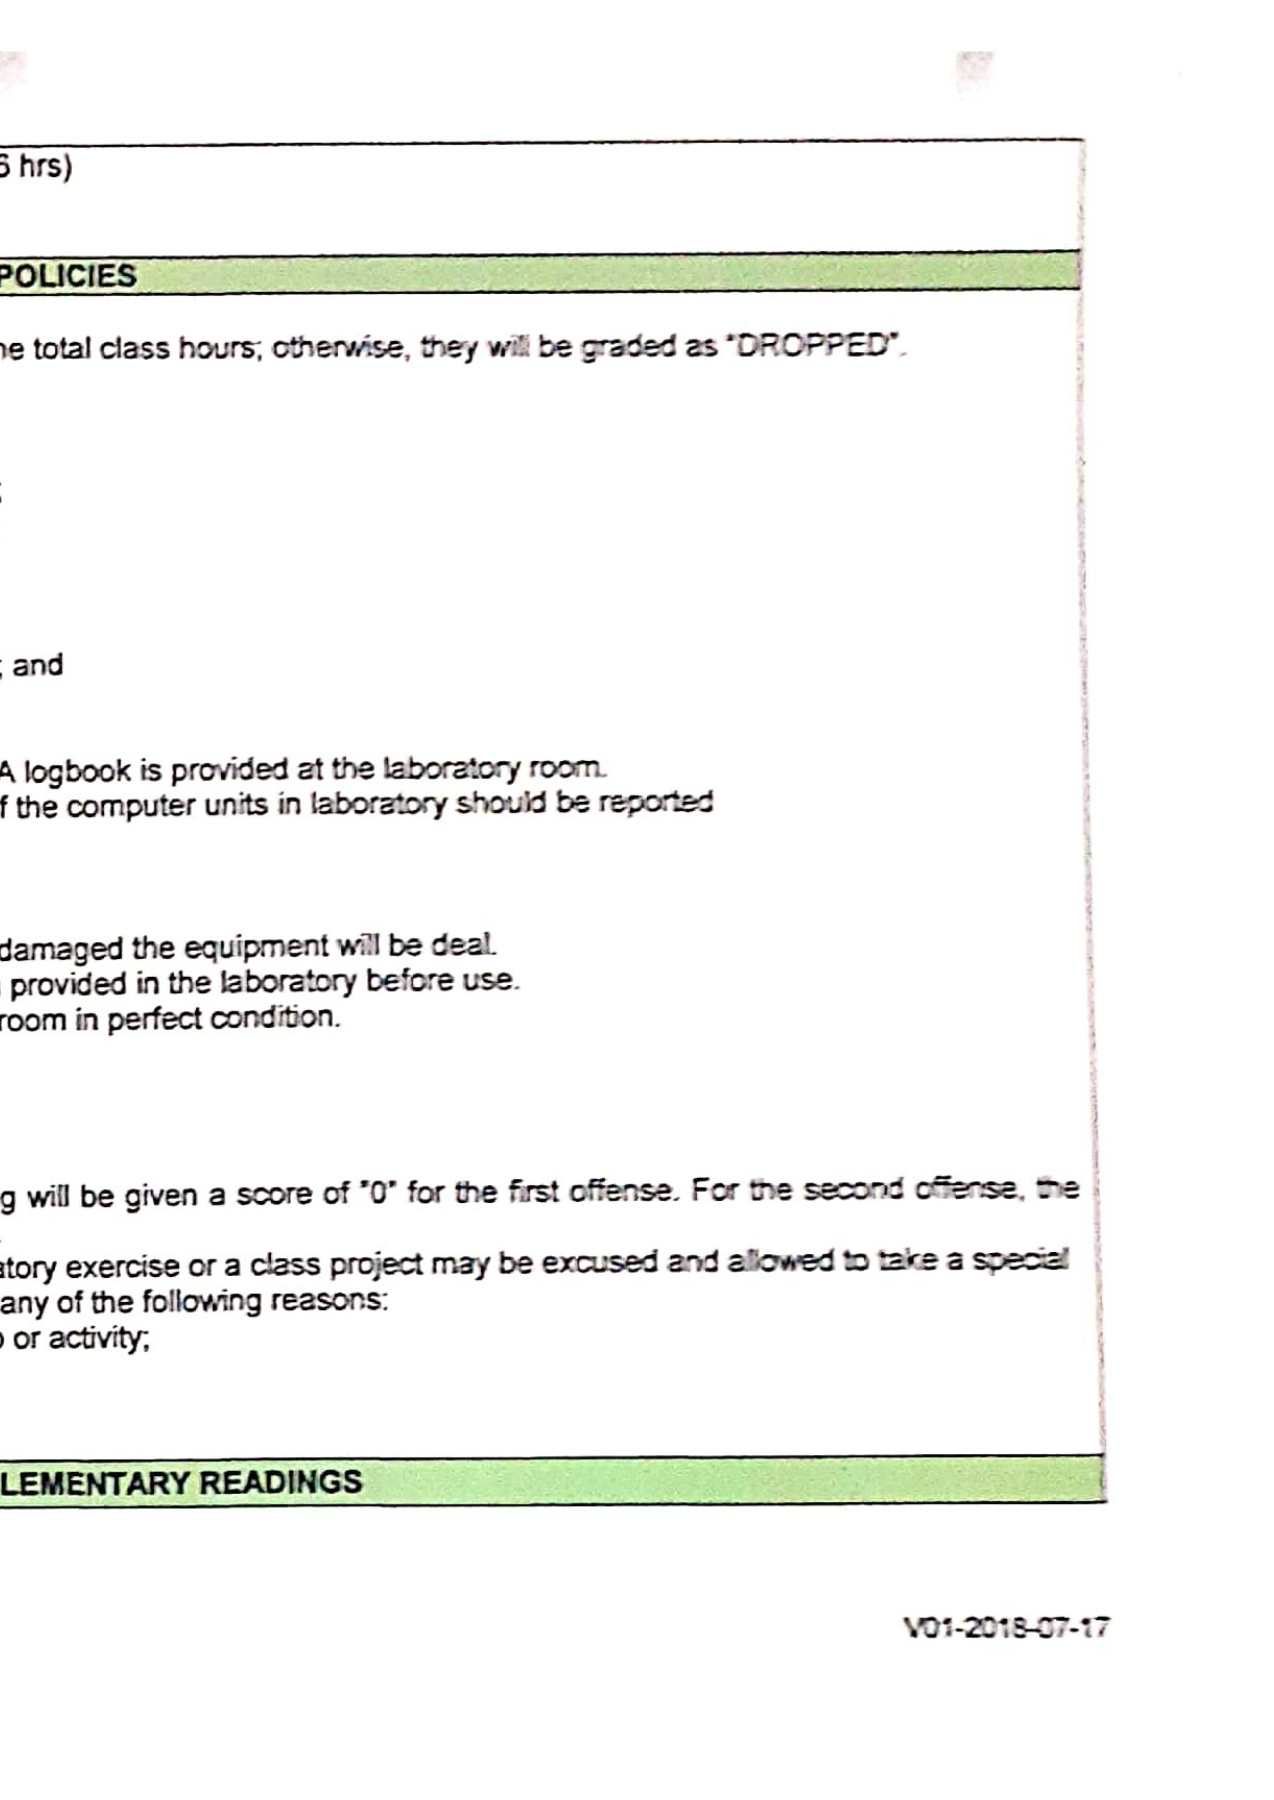 6 hrs)
POLICIES
he total class hours; otherwise, they will be graded as "DROPPED".
;
; and
A logbook is provided at the laboratory room.
f the computer units in laboratory should be reported
damaged the equipment will be deal.
provided in the laboratory before use.
room in perfect condition.
g will be given a score of "0" for the first offense. For the second offense, the
atory exercise or a class project may be excused and allowed to take a special
any of the following reasons:
or activity;
LEMENTARY READINGS
V01-2018-07-17